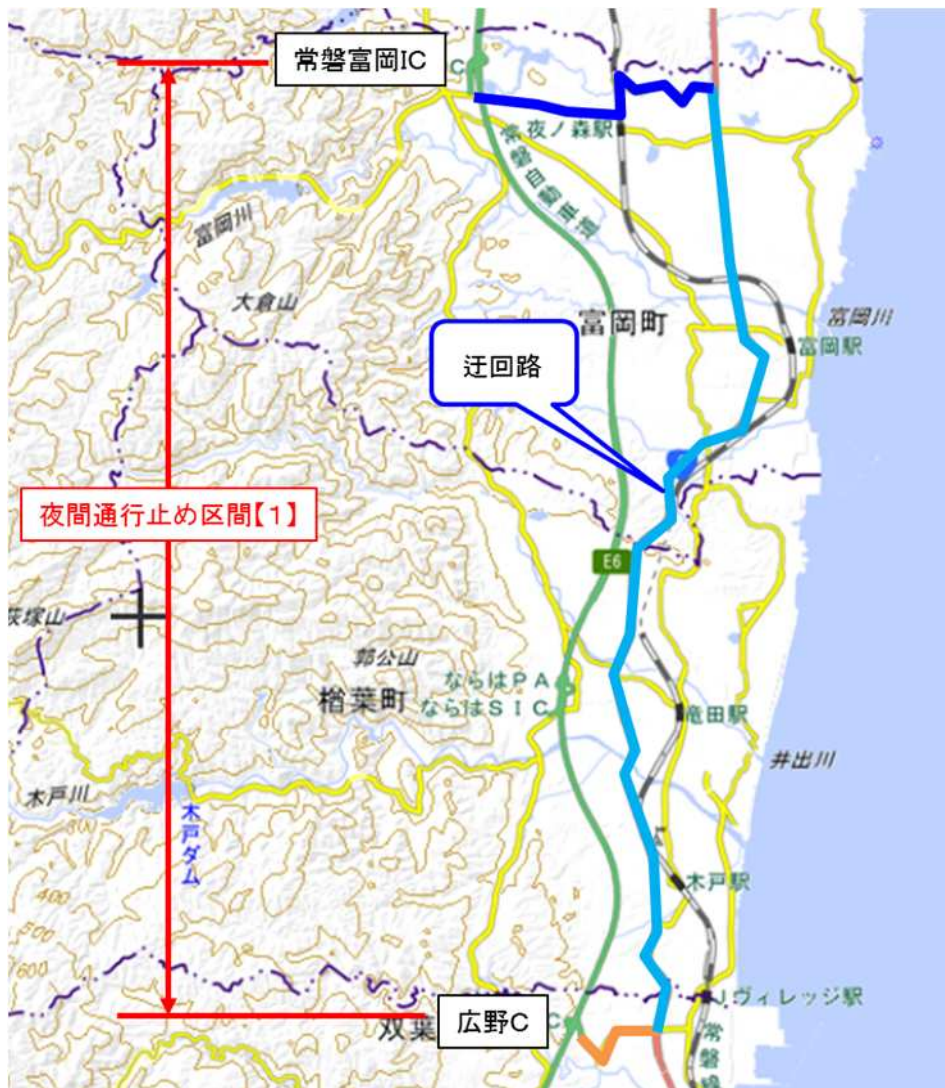 常磐富岡IC
C
夜ノ森駅
常磐自動車道
富岡川
大倉山
富岡町
富岡川
富岡駅
迂回路
夜間通行止め区間【1】
E6
萩塚山
郭公山
ならはPA
ならはSIC
楢葉町
竜田駅
井出川
木戸川
300
木戸ダム
木戸駅
400
500
600
Jヴィレッジ駅
双葉
広野C
C
常磐線